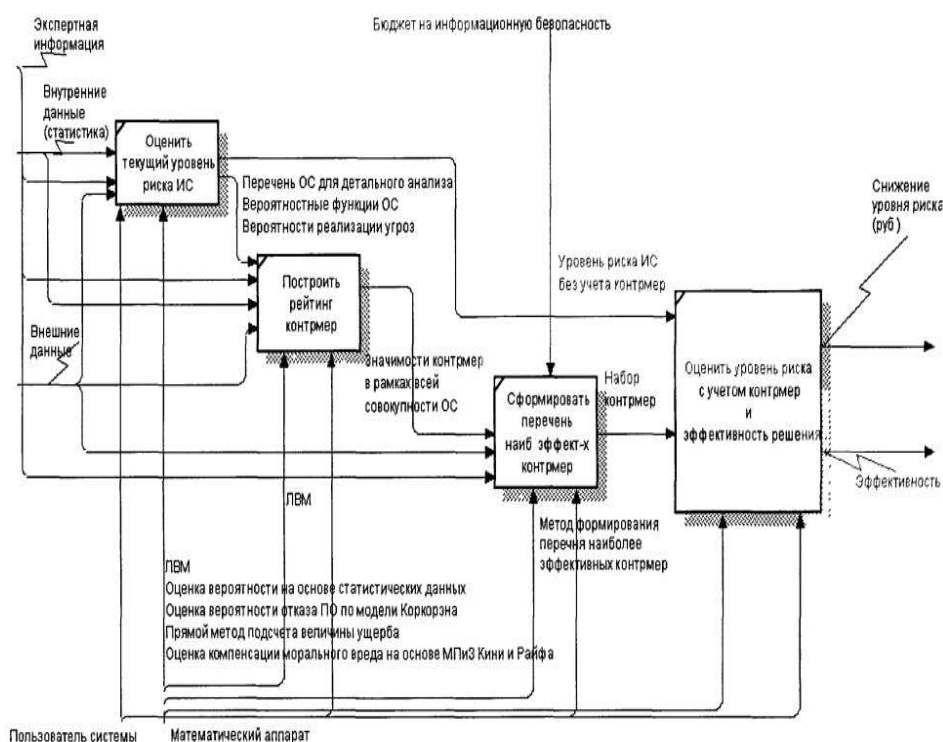 Экспертная
информация
Бюджет на информационную безопасность
Внутренние
данные
(статистика)
Оценить
текущий уровень
риска ИС
Перечень ОС для детального анализа
Вероятностные функции ОС
Вероятности реализации угроз
Снижение
уровня риска
(руб)
Построить
рейтинг
контрмер
Уровень риска ИС
без учета контрмер
Внешние
данные
Значимости контрмер
в рамках всей
совокупности ОС
Сформировать
перечень
наиб эффект-х
контрмер
Набор
контрмер
Оценить уровень риска
с учетом контрмер
и
эффективность решения
Эффективность
ЛВМ
Метод формирования
перечня наиболее
эффективных контрмер
ЛВМ
Оценка вероятности на основе статистических данных
Оценка вероятности отказа ПО по модели Коркорэна
Прямой метод подсчета величины ущерба
Оценка компенсации морального вреда на основе МПиЗ Кини и Райфа
Пользователь системы
Математический аппарат